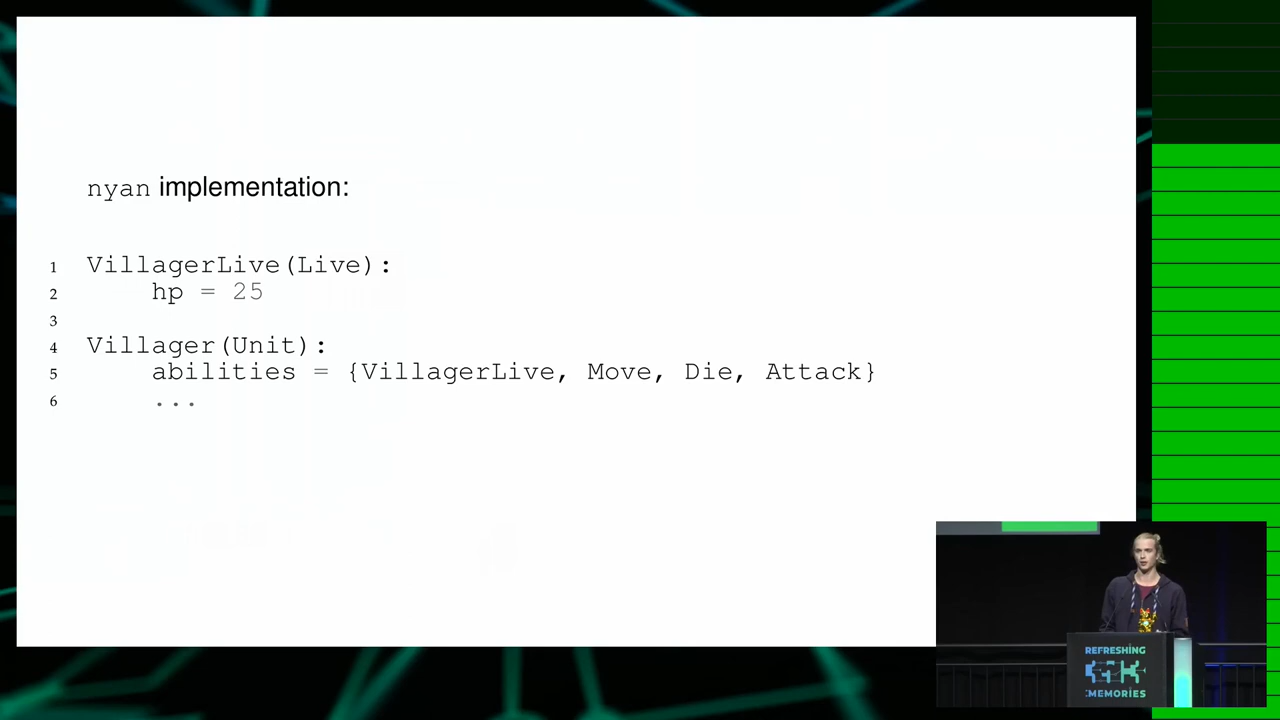 nyan implementation:
1 VillagerLive(Live):
2 hp = 25
3
4 Villager(Unit):
5 abilities = {VillagerLive, Move, Die, Attack}
6 ...
REFRESHING
MEMORIES